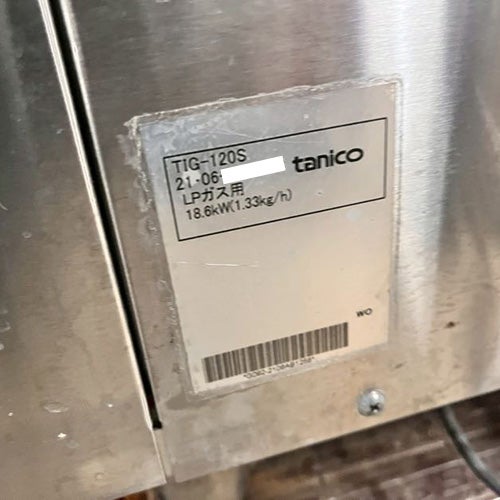 TIG-120S
21-06-
tanico
LPガス用
18.6kW(1.33kg/h)
WO